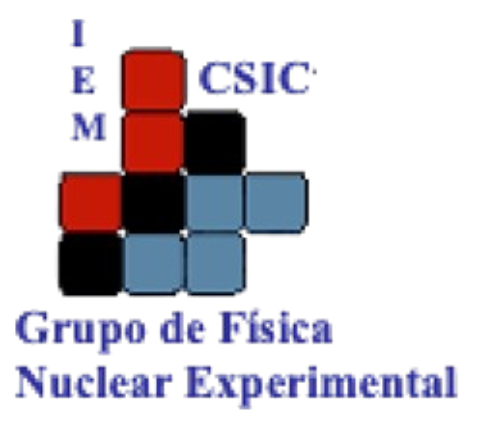 I
E
M
CSIC
Grupo de Física
Nuclear Experimental